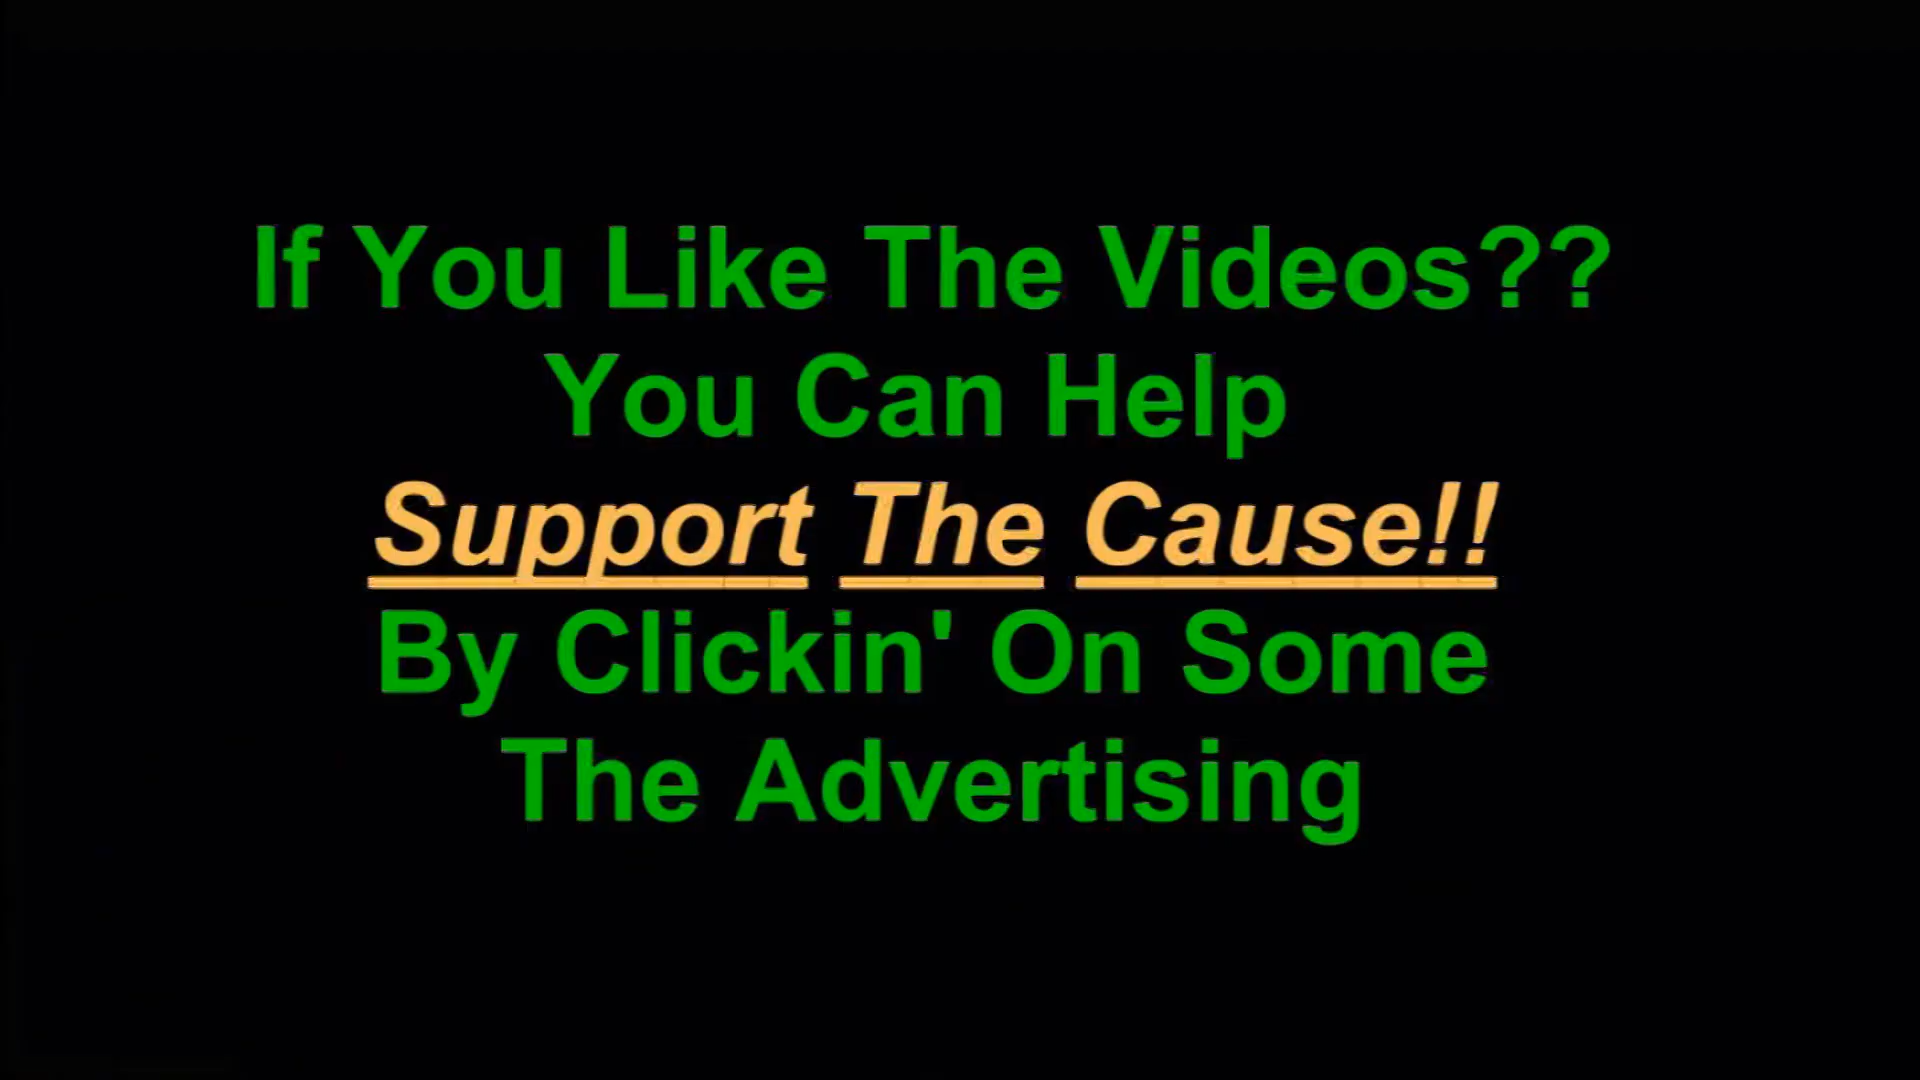 If You Like The Videos??
You Can Help
Support The Cause!!
By Clickin' On Some
The Advertising